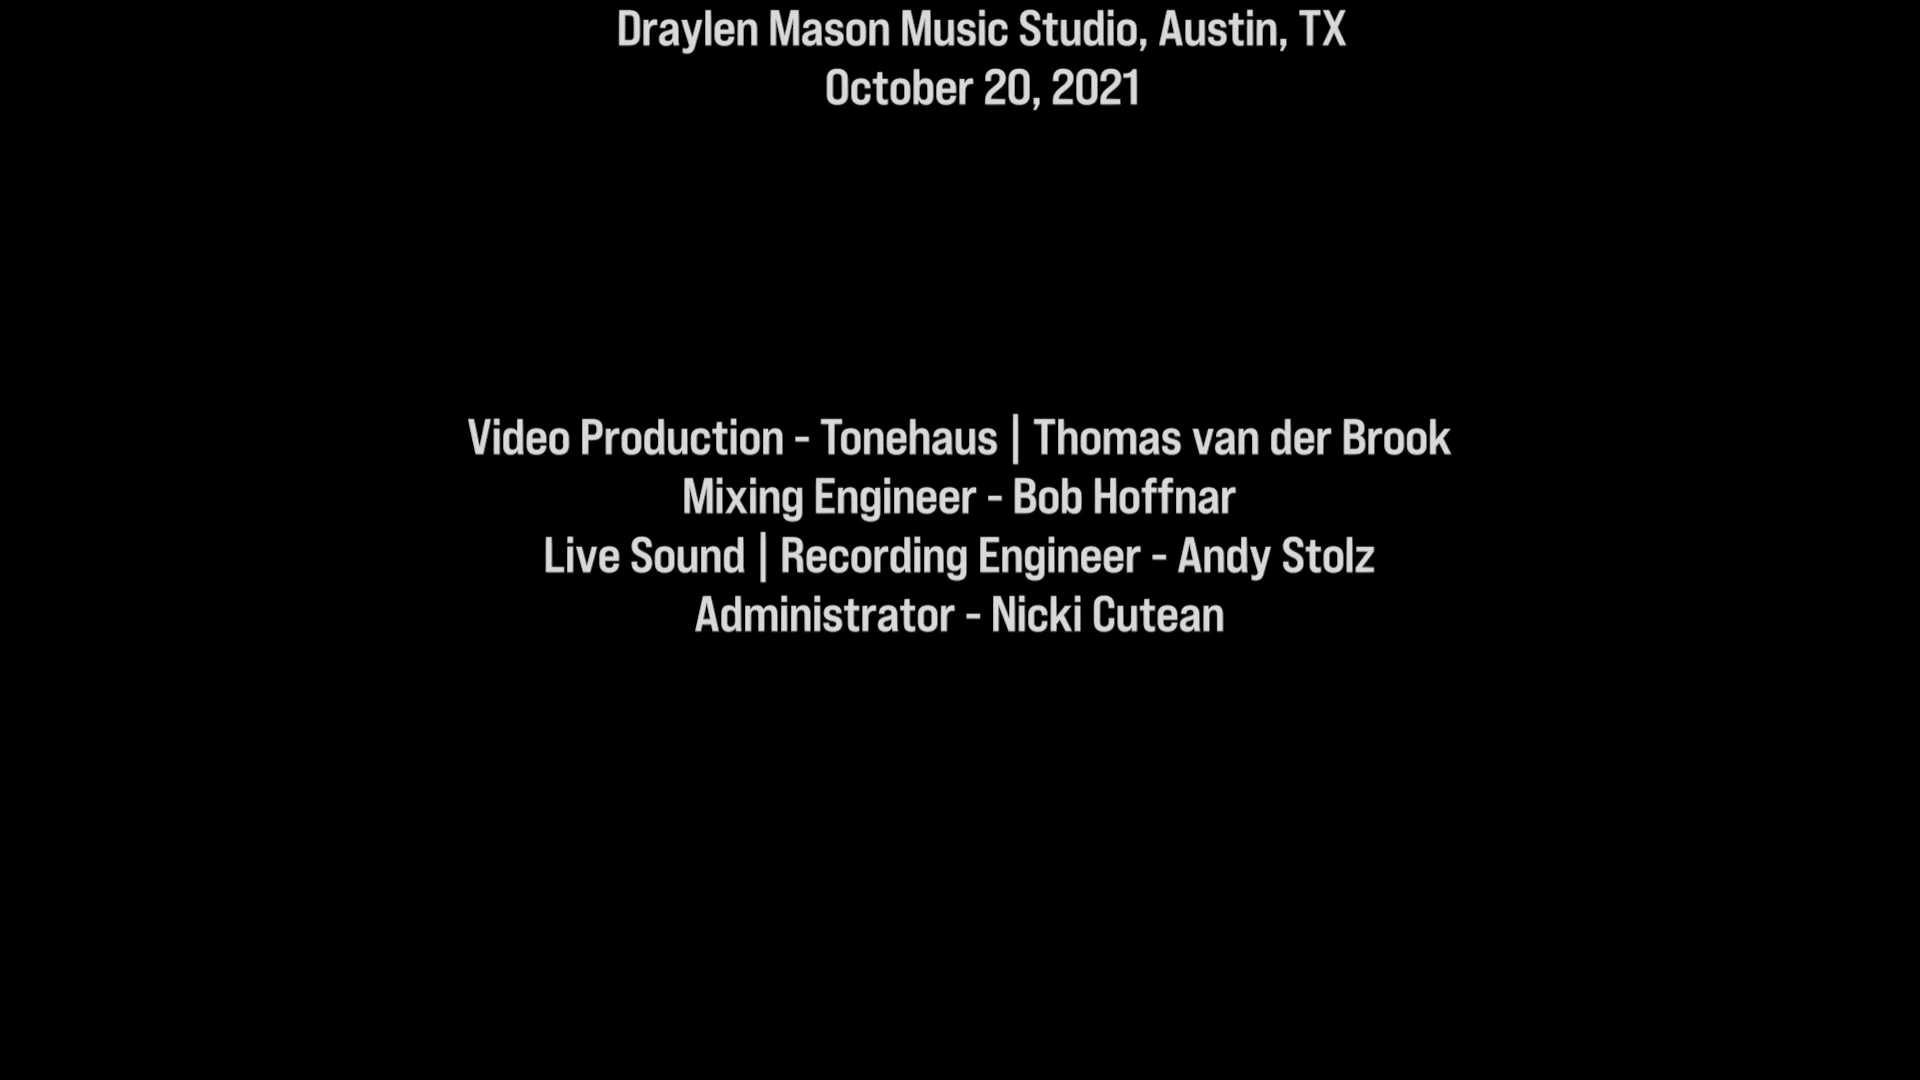 Draylen Mason Music Studio, Austin, TX
October 20, 2021
Video Production - Tonehaus | Thomas van der Brook
Mixing Engineer - Bob Hoffnar
Live Sound | Recording Engineer - Andy Stolz
Administrator - Nicki Cutean